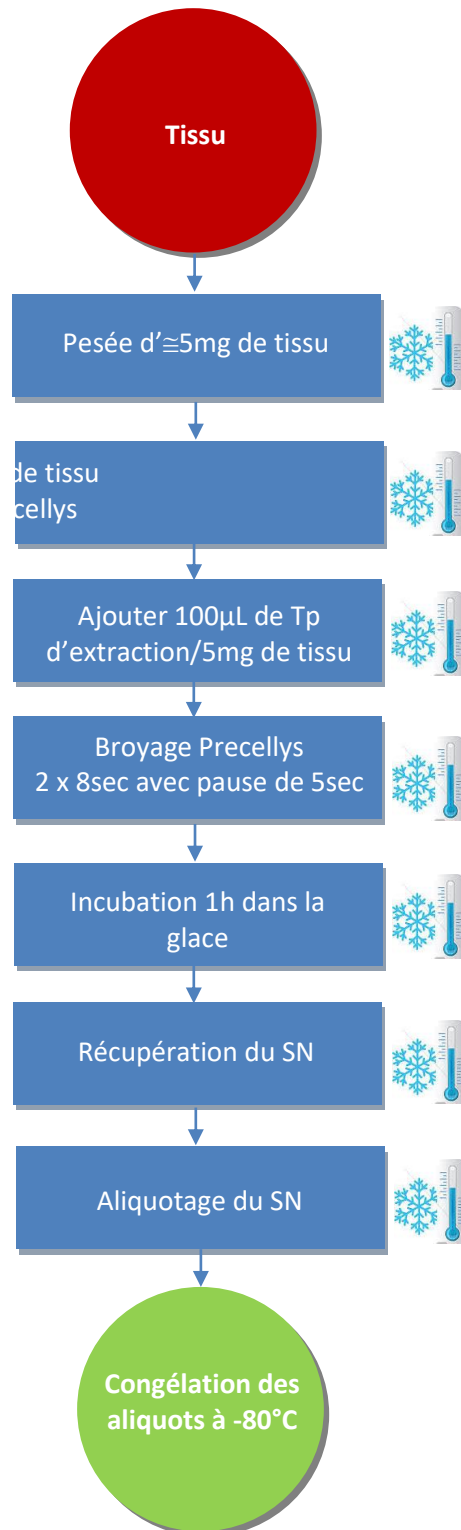 Tissu
Pesée d’≅5mg de tissu
de tissu
cellys
Ajouter 100µL de Tp
d’extraction/5mg de tissu
Broyage Precellys
2 x 8sec avec pause de 5sec
Incubation 1h dans la
glace
Récupération du SN
Aliquotage du SN
Congélation des
aliquots à -80°C